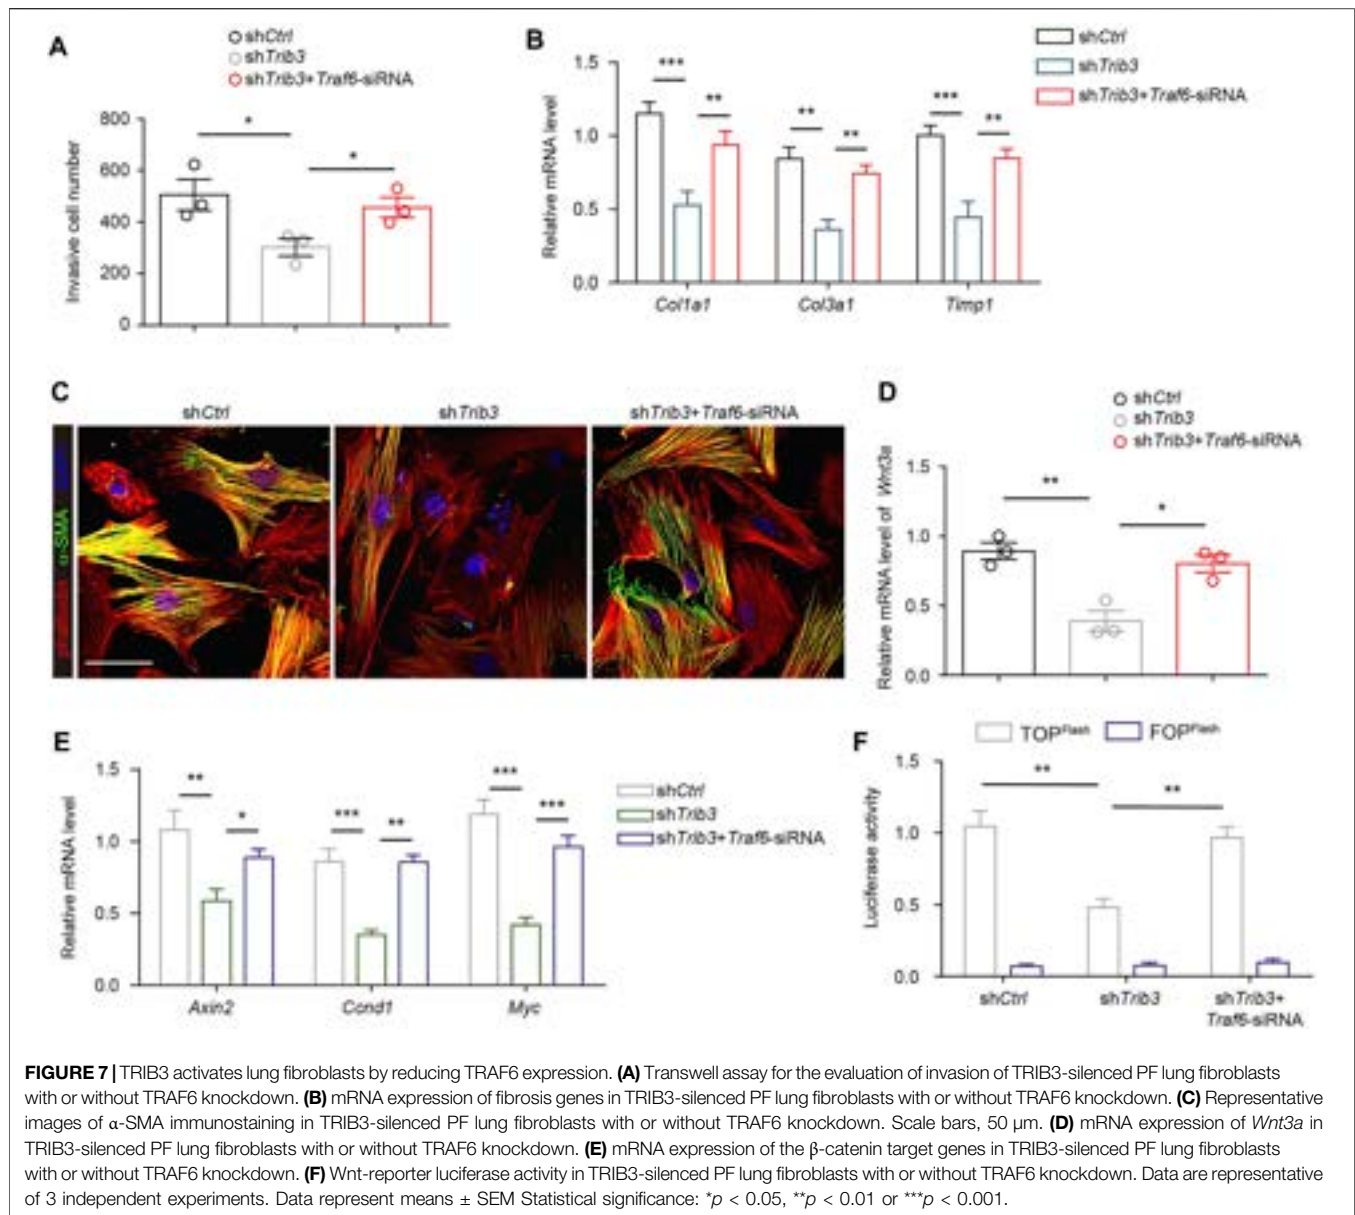 A
shCtrl
shTrib3
shTrib3+Traf6-siRNA
Invasive cell number
800
600
400
200
0
*
*
B
shCtrl
shTrib3
shTrib3+Traf6-siRNA
Relative mRNA level
1.5
1.0
0.5
0.0
***
**
**
**
***
**
Col1a1
Col3a1
Timp1
C
shCtrl
shTrib3
shTrib3+Traf6-siRNA
α-SMA
D
shCtrl
shTrib3
shTrib3+Traf6-siRNA
Relative mRNA level of Wnt3a
1.5
1.0
0.5
0.0
**
*
E
shCtrl
shTrib3
shTrib3+Traf6-siRNA
Relative mRNA level
1.5
1.0
0.5
0.0
**
*
***
**
***
***
Axin2
Ccnd1
Myc
F
TOPFlash
FOPFlash
Luciferase activity
1.5
1.0
0.5
0.0
**
**
shCtrl
shTrib3
shTrib3+
Traf6-siRNA
FIGURE 7 | TRIB3 activates lung fibroblasts by reducing TRAF6 expression. (A) Transwell assay for the evaluation of invasion of TRIB3-silenced PF lung fibroblasts
with or without TRAF6 knockdown. (B) mRNA expression of fibrosis genes in TRIB3-silenced PF lung fibroblasts with or without TRAF6 knockdown. (C) Representative
images of α-SMA immunostaining in TRIB3-silenced PF lung fibroblasts with or without TRAF6 knockdown. Scale bars, 50 μm. (D) mRNA expression of Wnt3a in
TRIB3-silenced PF lung fibroblasts with or without TRAF6 knockdown. (E) mRNA expression of the β-catenin target genes in TRIB3-silenced PF lung fibroblasts
with or without TRAF6 knockdown. (F) Wnt-reporter luciferase activity in TRIB3-silenced PF lung fibroblasts with or without TRAF6 knockdown. Data are representative
of 3 independent experiments. Data represent means ± SEM Statistical significance: *p < 0.05, **p < 0.01 or ***p < 0.001.